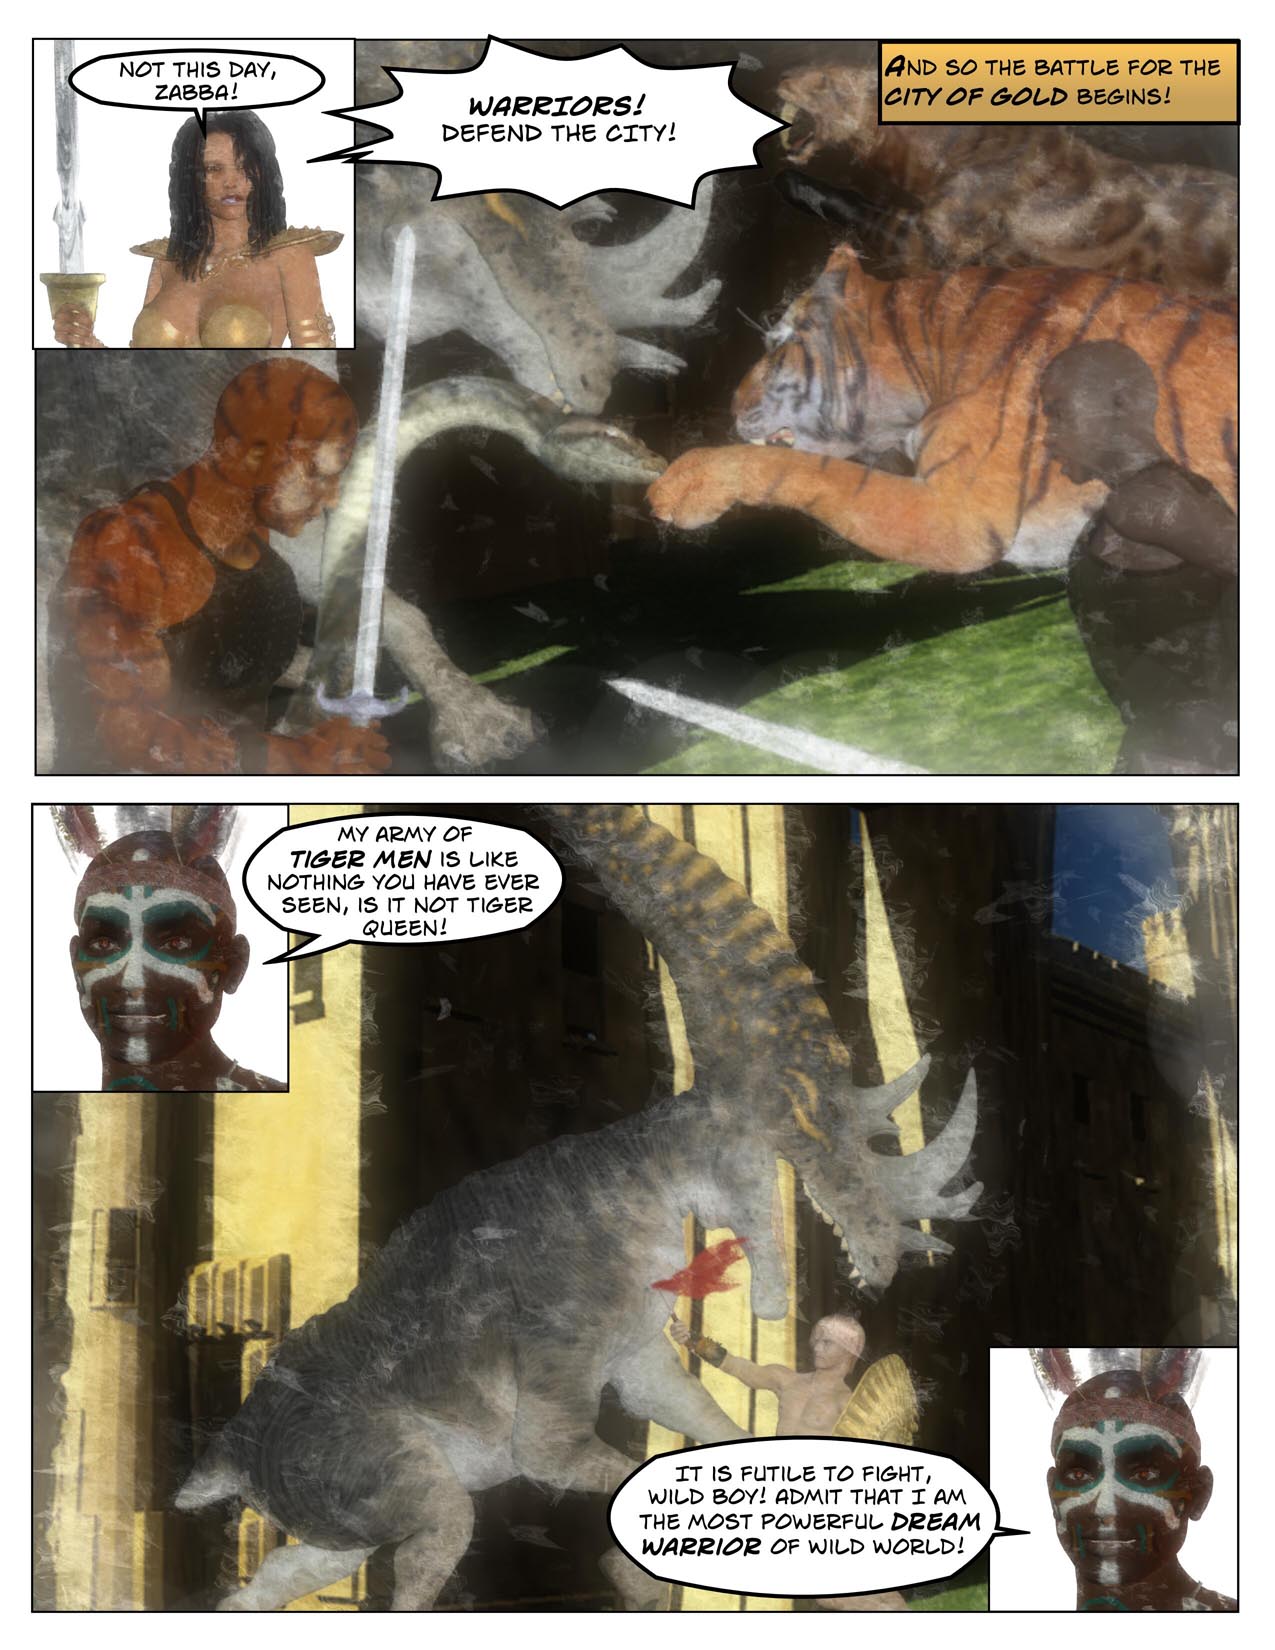 NOT THIS DAY,
ZABBA!
WARRIORS!
DEFEND THE CITY!
AND SO THE BATTLE FOR THE
CITY OF GOLD BEGINS!
MY ARMY OF
TIGER MEN IS LIKE
NOTHING YOU HAVE EVER
SEEN, IS IT NOT TIGER
QUEEN!
IT IS FUTILE TO FIGHT,
WILD BOY! ADMIT THAT I AM
THE MOST POWERFUL DREAM
WARRIOR OF WILD WORLD!